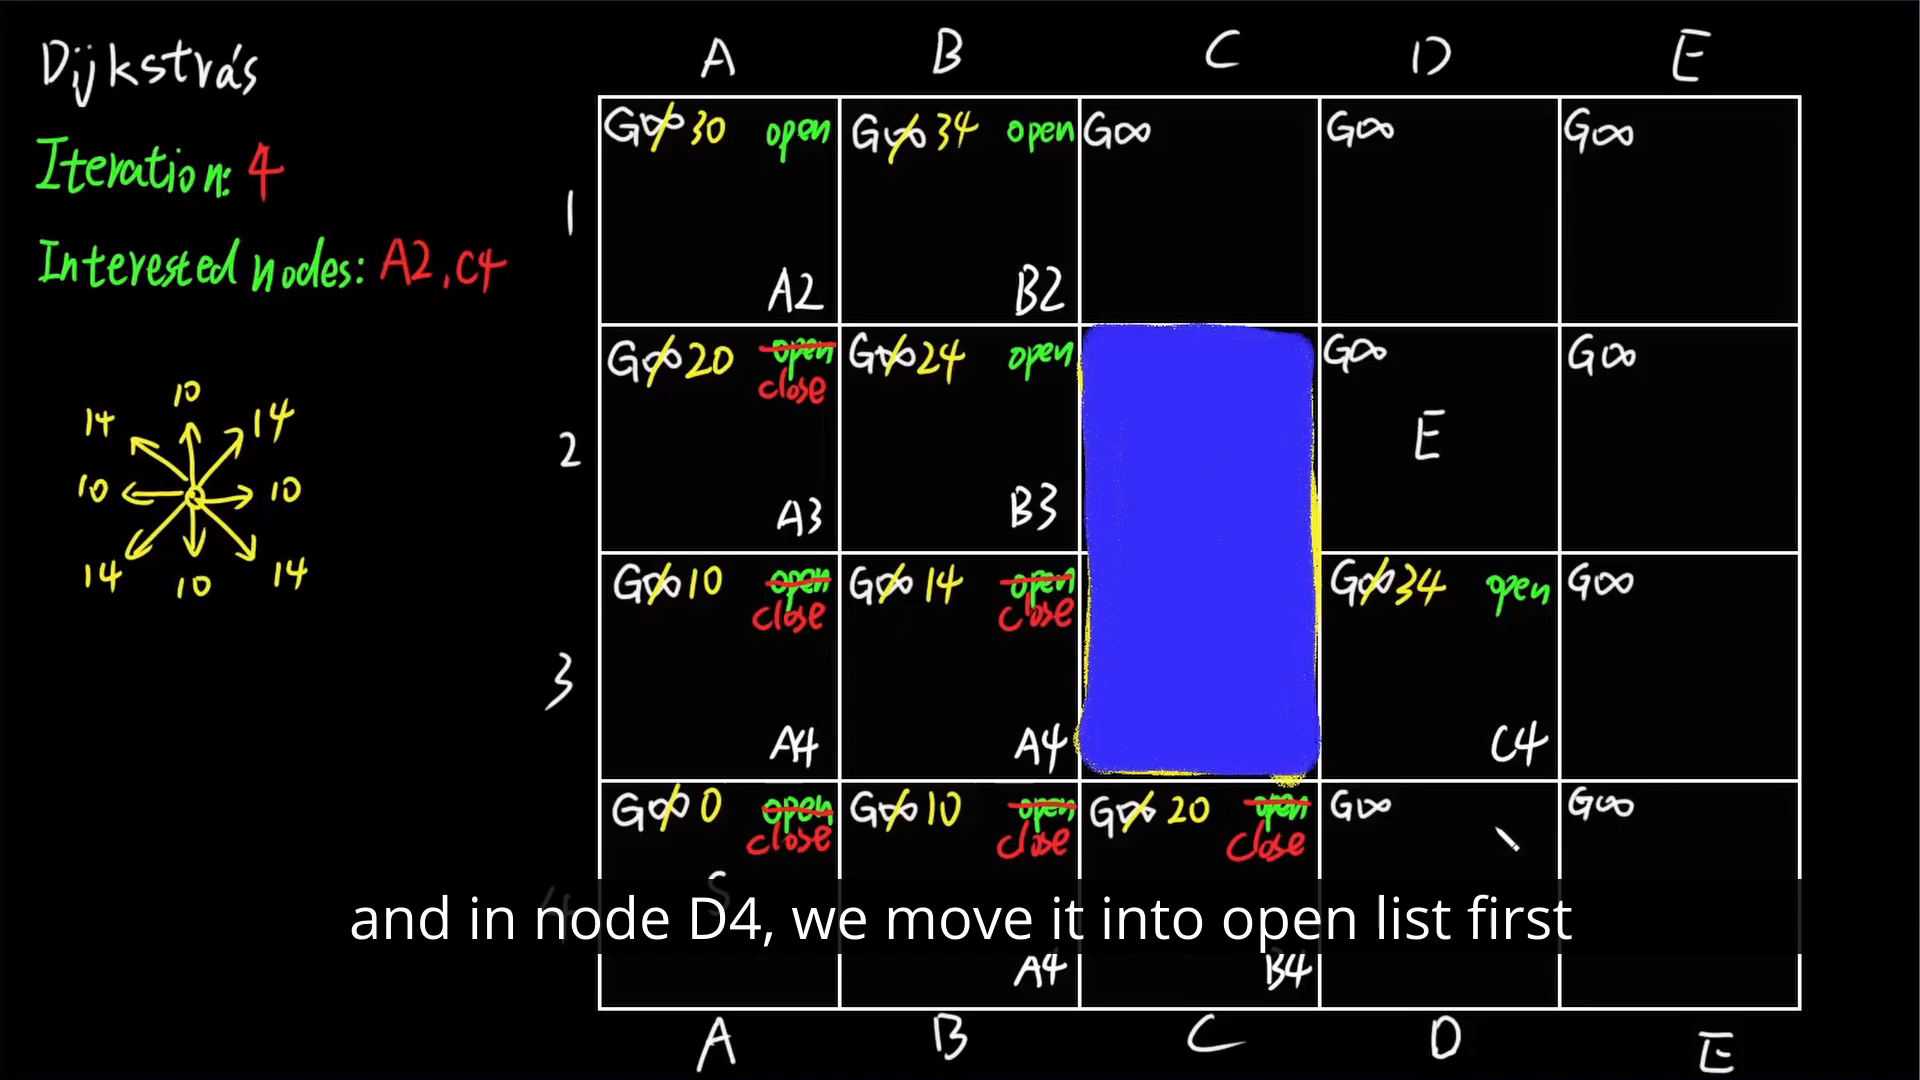 Dijkstra's
Iteration: 4
Interested nodes: A2, C4
14 10 14
10 10
14 10 14
A B C D E
1
G∞ 30 open G∞ 34 open G∞ G∞ G∞
A2 B2
2
G∞ 20 open G∞ 24 open G∞ G∞
close
E
A3 B3
3
G∞ 10 open G∞ 14 open G∞ 34 open G∞
close close
A4 A4 C4
G∞ 0 open G∞ 10 open G∞ 20 open G∞ G∞
close close close
S
and in node D4, we move it into open list first
A4 B4
A B C D E